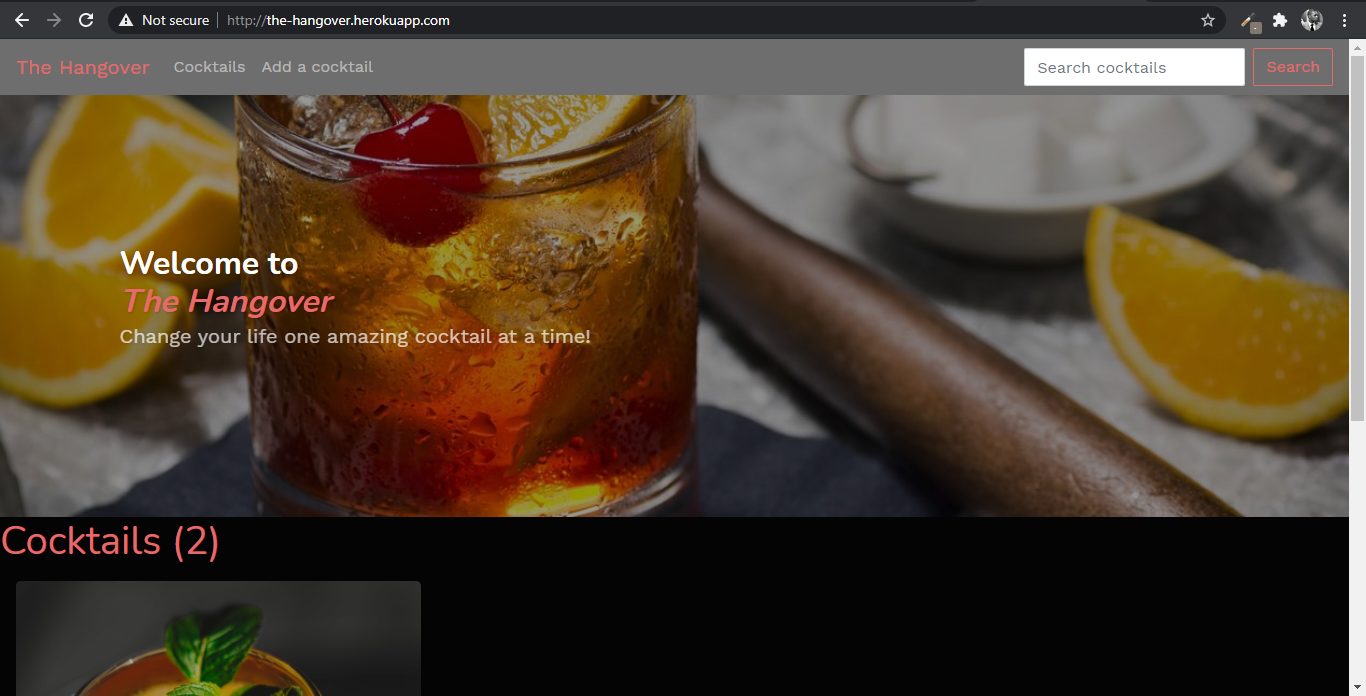 Not secure | http://the-hangover.herokuapp.com
The Hangover Cocktails Add a cocktail Search cocktails Search
Welcome to
The Hangover
Change your life one amazing cocktail at a time!
Cocktails (2)